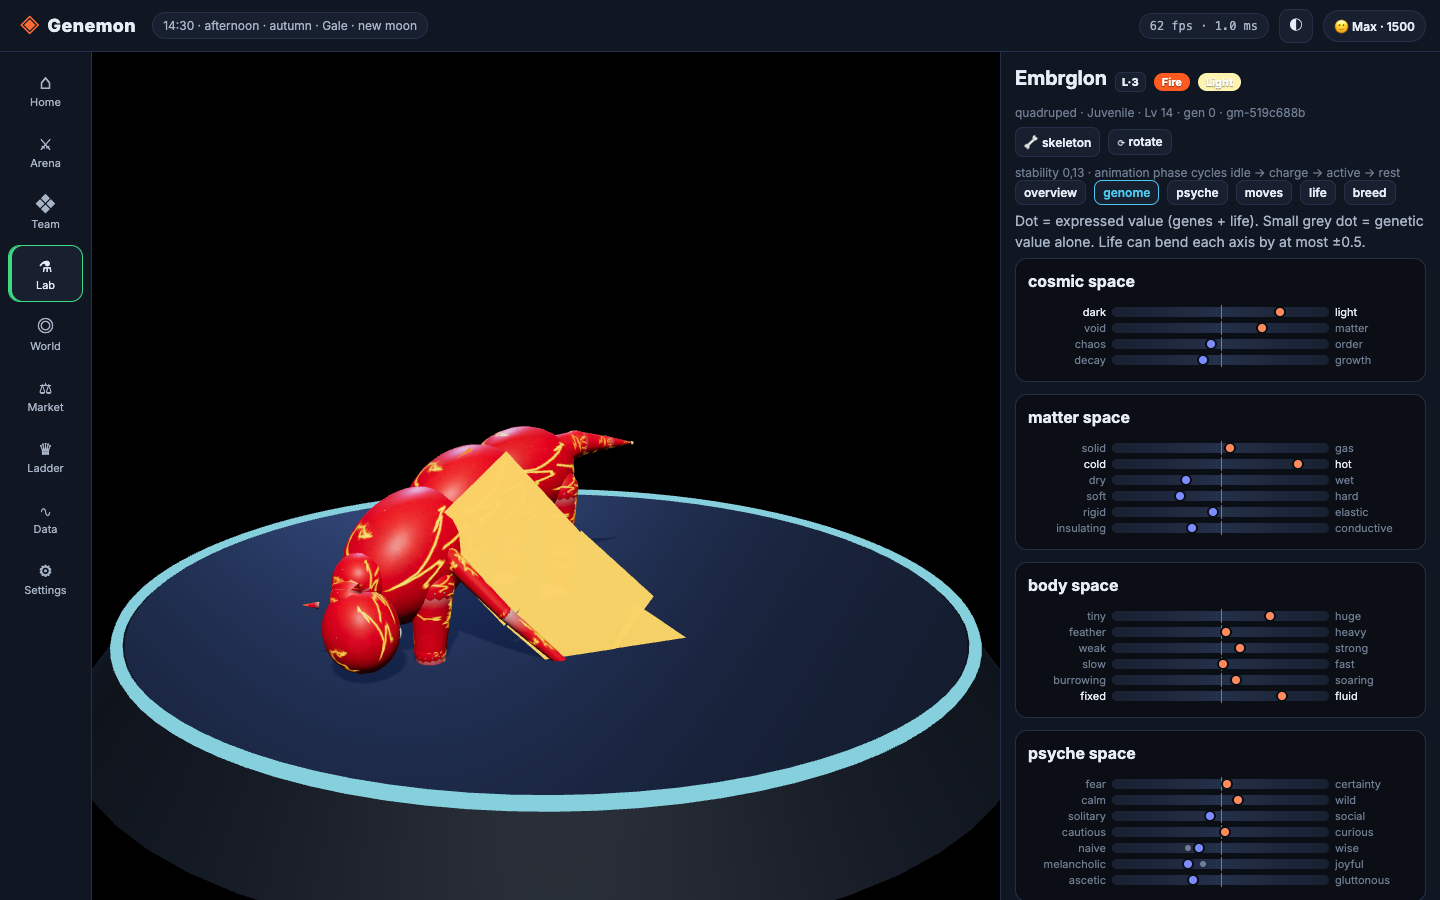 Genemon
14:30 · afternoon · autumn · Gale · new moon
62 fps · 1.0 ms
Max · 1500
Home
Arena
Team
Lab
World
Market
Ladder
Data
Settings
Embrglon L·3 Fire Light
quadruped · Juvenile · Lv 14 · gen 0 · gm-519c688b
skeleton
rotate
stability 0,13 · animation phase cycles idle → charge → active → rest
overview genome psyche moves life breed
Dot = expressed value (genes + life). Small grey dot = genetic
value alone. Life can bend each axis by at most ±0.5.
cosmic space
dark light
void matter
chaos order
decay growth
matter space
solid gas
cold hot
dry wet
soft hard
rigid elastic
insulating conductive
body space
tiny huge
feather heavy
weak strong
slow fast
burrowing soaring
fixed fluid
psyche space
fear certainty
calm wild
solitary social
cautious curious
naive wise
melancholic joyful
ascetic gluttonous